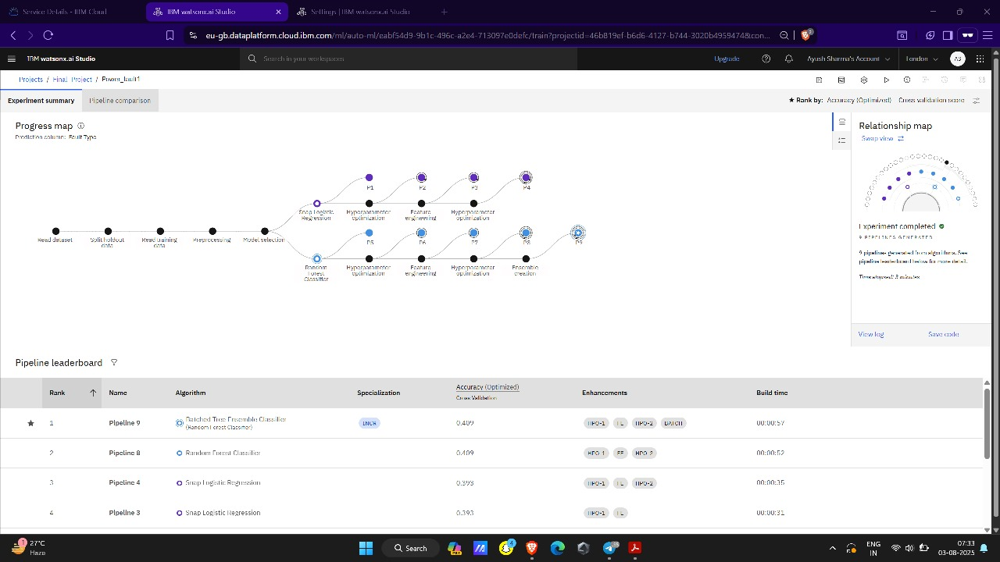 Service Details - IBM Cloud
IBM watsonx.ai Studio
Settings | IBM watsonx.ai Studio
eu-gb.dataplatform.cloud.ibm.com/ml/auto-ml/eabf54d9-9b1c-496c-a2e4-713097e0defc/train?projectid=46b819ef-b6d6-4127-b744-3020b4959474&con...
IBM watsonx.ai Studio
Search in your workspaces
Upgrade
Ayush Sharma's Account
London
AS
Projects / Final_Project / Power_fault1
Experiment summary
Pipeline comparison
Rank by: Accuracy (Optimized) Cross validation score
Progress map
Prediction column: Fault Type
P1
P2
P3
P4
Snap Logistic Regression
Hyperparameter optimization
Feature engineering
Hyperparameter optimization
Read dataset
Split holdout data
Read training data
Preprocessing
Model selection
P5
P6
P7
P8
P9
Random Forest Classifier
Hyperparameter optimization
Feature engineering
Hyperparameter optimization
Ensemble creation
Relationship map
Swap view
Experiment completed
9 PIPELINES GENERATED
9 pipelines generated from algorithms. See
pipeline leaderboard below for more detail.
Time elapsed: 3 minutes
View log
Save code
Pipeline leaderboard
Rank
Name
Algorithm
Specialization
Accuracy (Optimized)
Cross Validation
Enhancements
Build time
1 Pipeline 9 Batched Tree Ensemble Classifier INCR 0.409 HPO-1 FE HPO-2 BATCH 00:00:57
(Random Forest Classifier)
2 Pipeline 8 Random Forest Classifier 0.409 HPO-1 FE HPO-2 00:00:52
3 Pipeline 4 Snap Logistic Regression 0.393 HPO-1 FE HPO-2 00:00:35
4 Pipeline 3 Snap Logistic Regression 0.393 HPO-1 FE 00:00:31
27°C
Haze
Search
ENG
IN
07:33
03-08-2025